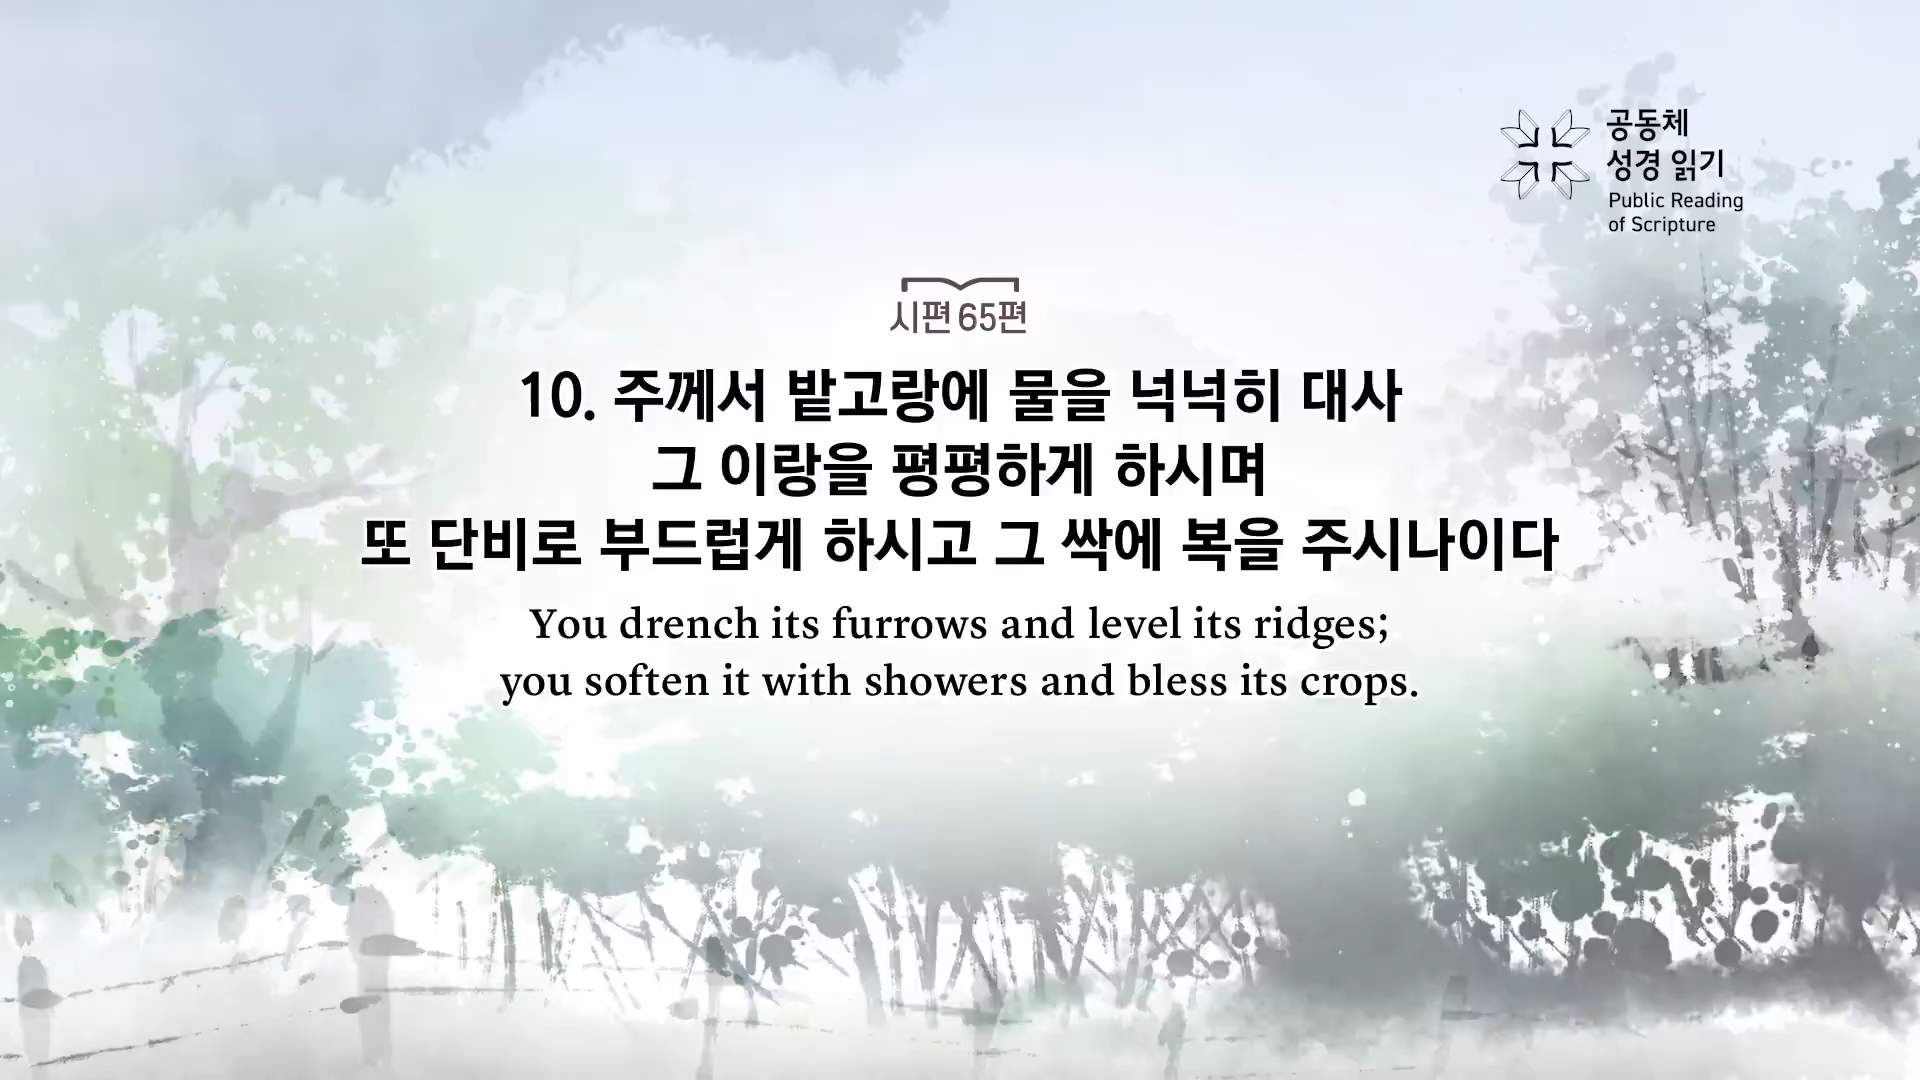 공동체
성경 읽기
Public Reading
of Scripture
시편 65편
10. 주께서 밭고랑에 물을 넉넉히 대사
그 이랑을 평평하게 하시며
또 단비로 부드럽게 하시고 그 싹에 복을 주시나이다
You drench its furrows and level its ridges;
you soften it with showers and bless its crops.